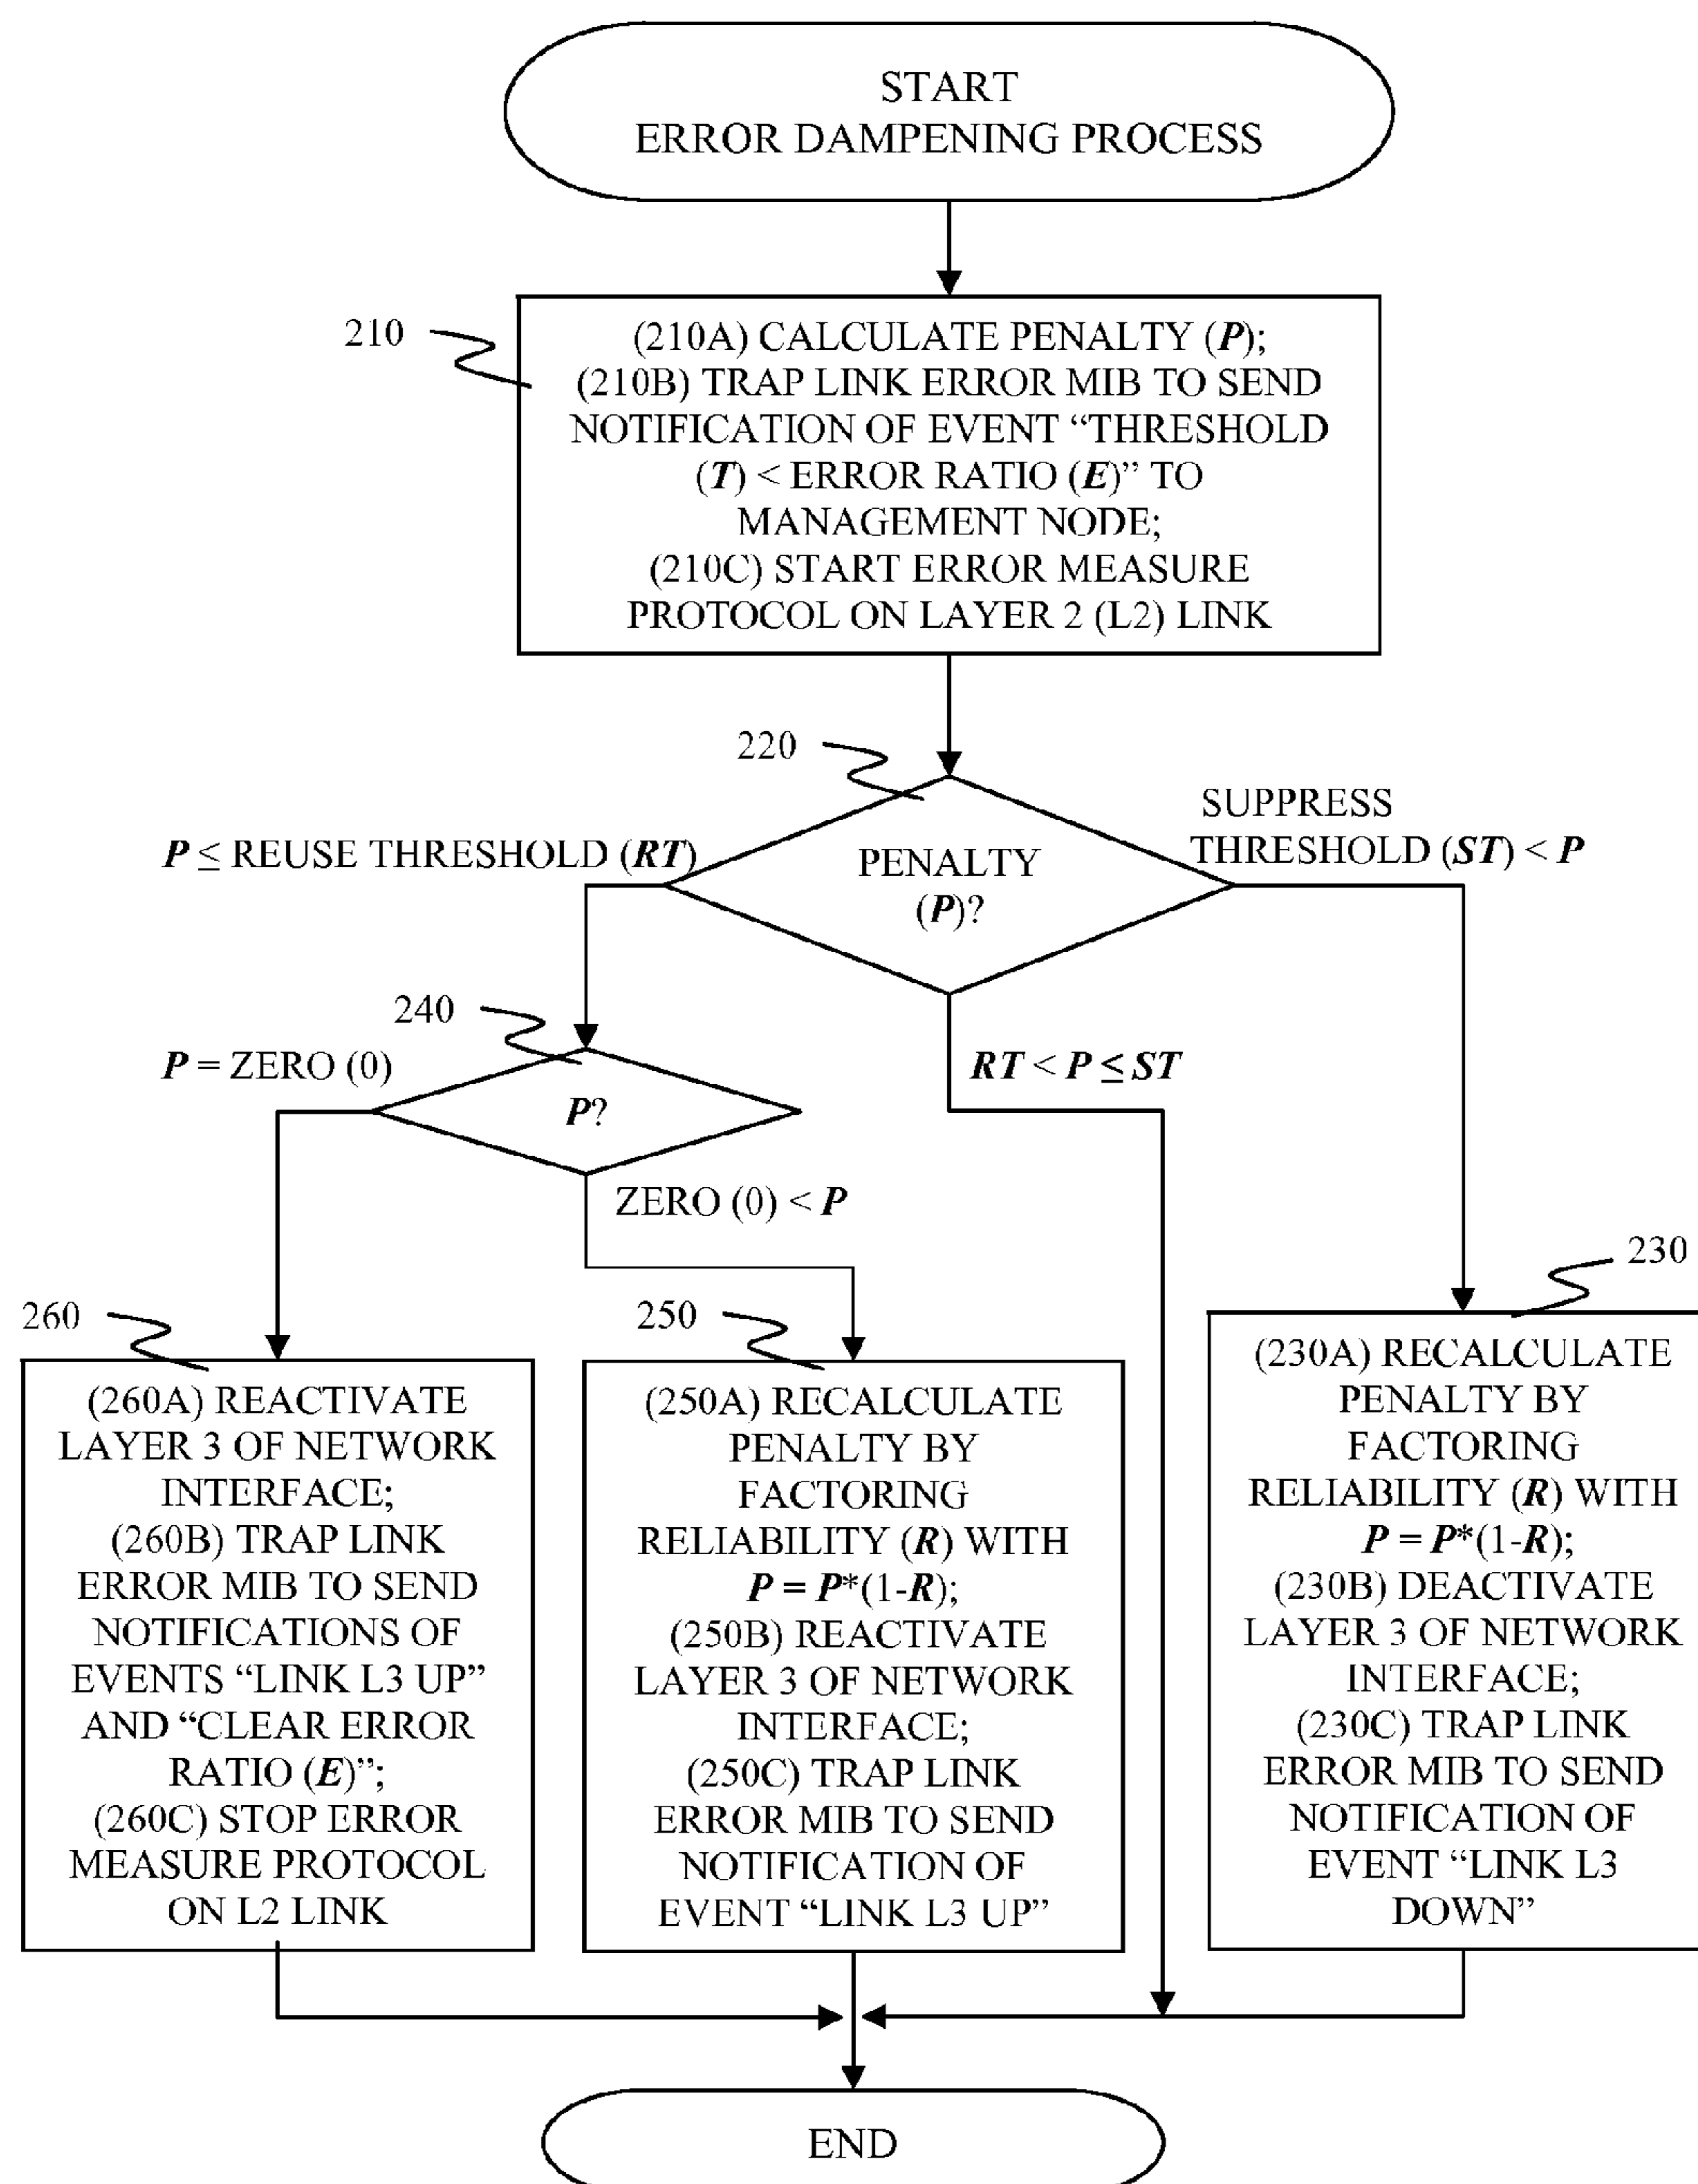 START
ERROR DAMPENING PROCESS
210
(210A) CALCULATE PENALTY (P);
(210B) TRAP LINK ERROR MIB TO SEND
NOTIFICATION OF EVENT “THRESHOLD
(T) < ERROR RATIO (E)” TO
MANAGEMENT NODE;
(210C) START ERROR MEASURE
PROTOCOL ON LAYER 2 (L2) LINK
220
PENALTY
(P)?
P ≤ REUSE THRESHOLD (RT)
SUPPRESS
THRESHOLD (ST) < P
RT < P ≤ ST
240
P = ZERO (0)
P?
ZERO (0) < P
260
(260A) REACTIVATE
LAYER 3 OF NETWORK
INTERFACE;
(260B) TRAP LINK
ERROR MIB TO SEND
NOTIFICATIONS OF
EVENTS “LINK L3 UP”
AND “CLEAR ERROR
RATIO (E)”;
(260C) STOP ERROR
MEASURE PROTOCOL
ON L2 LINK
250
(250A) RECALCULATE
PENALTY BY
FACTORING
RELIABILITY (R) WITH
P = P*(1-R);
(250B) REACTIVATE
LAYER 3 OF NETWORK
INTERFACE;
(250C) TRAP LINK
ERROR MIB TO SEND
NOTIFICATION OF
EVENT “LINK L3 UP”
230
(230A) RECALCULATE
PENALTY BY
FACTORING
RELIABILITY (R) WITH
P = P*(1-R);
(230B) DEACTIVATE
LAYER 3 OF NETWORK
INTERFACE;
(230C) TRAP LINK
ERROR MIB TO SEND
NOTIFICATION OF
EVENT “LINK L3
DOWN”
END